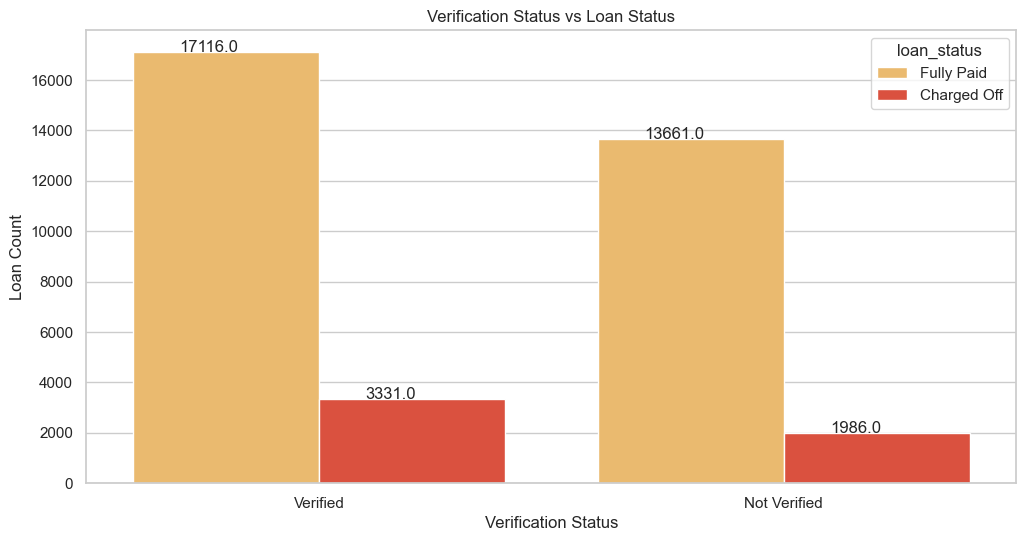 Verification Status vs Loan Status
loan_status
Fully Paid
Charged Off
17116.0
13661.0
3331.0
1986.0
Loan Count
16000
14000
12000
10000
8000
6000
4000
2000
0
Verified
Not Verified
Verification Status